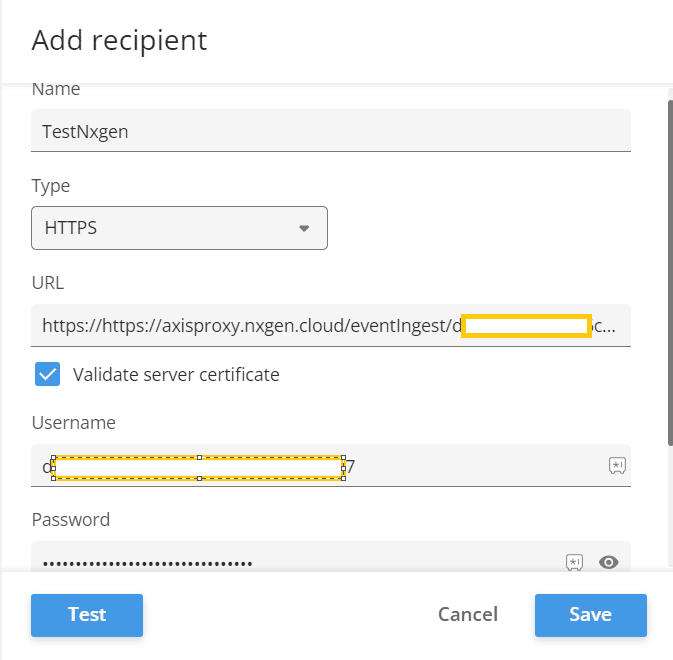 Add recipient
Name
TestNxgen
Type
HTTPS
URL
https://https://axisproxy.nxgen.cloud/eventIngest/d c...
Validate server certificate
Username
d 7
Password
••••••••••••••••••••••••••••••••
Test Cancel Save